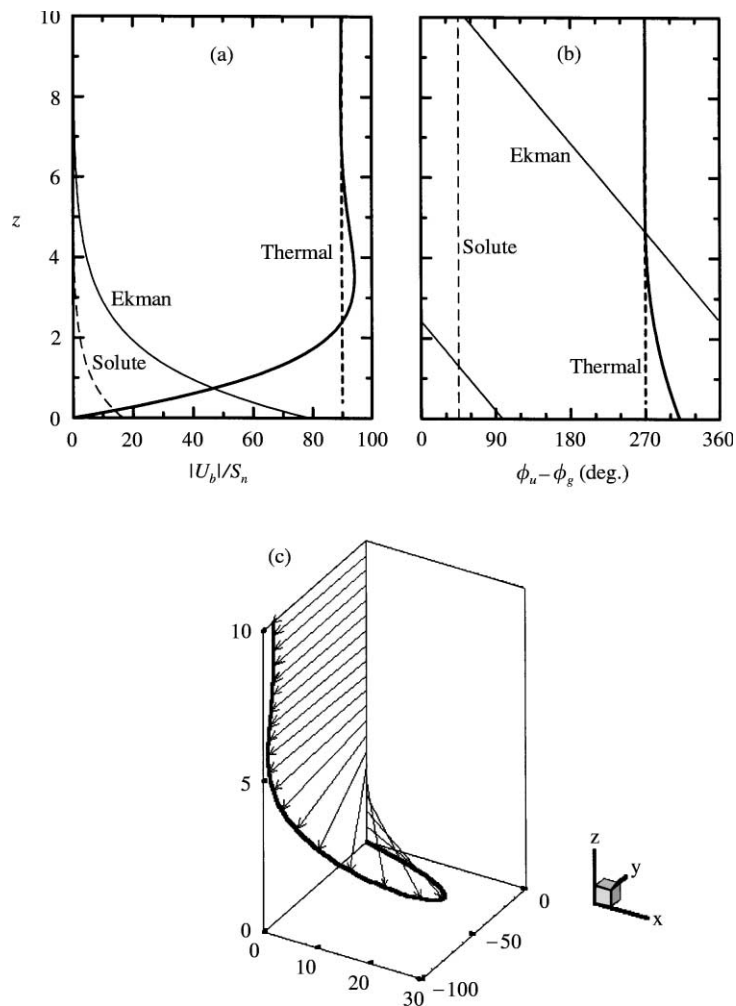 10
8
6
4
2
0
z
(a)
Thermal
Ekman
Solute
0 20 40 60 80 100
|U_b|/S_n
(b)
Ekman
Solute
Thermal
0 90 180 270 360
ϕ_u – ϕ_g (deg.)
(c)
10
5
0
0
10
20
30
–100
–50
0
z
y
x